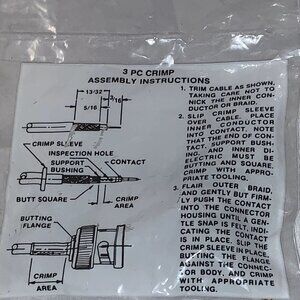 3 PC CRIMP
ASSEMBLY INSTRUCTIONS
13/32
5/16
3/16
CRIMP SLEEVE
INSPECTION HOLE
SUPPORT
BUSHING
CONTACT
BUTT SQUARE
CRIMP
AREA
BUTTING
FLANGE
CRIMP
AREA
1. TRIM CABLE AS SHOWN,
TAKING CARE NOT TO
NICK THE INNER CON-
DUCTOR OR BRAID.
2. SLIP CRIMP SLEEVE
OVER CABLE. PLACE
INNER CONDUCTOR
INTO CONTACT. NOTE
THAT THE END OF CON-
TACT, SUPPORT BUSH-
ING, AND INNER DI-
ELECTRIC MUST BE
BUTTING AND SQUARE.
CRIMP WITH APPRO-
PRIATE TOOLING.
3. FLAIR OUTER BRAID,
AND GENTLY BUT FIRM-
LY PUSH THE CONTACT
INTO THE CONNECTOR
HOUSING UNTIL A GEN-
TLE SNAP IS FELT, INDI-
CATING THE CONTACT
IS IN PLACE. SLIP THE
CRIMP SLEEVE IN PLACE,
BUTTING THE FLANGE
AGAINST THE CONNEC-
TOR BODY, AND CRIMP
WITH APPROPRIATE
TOOLING.